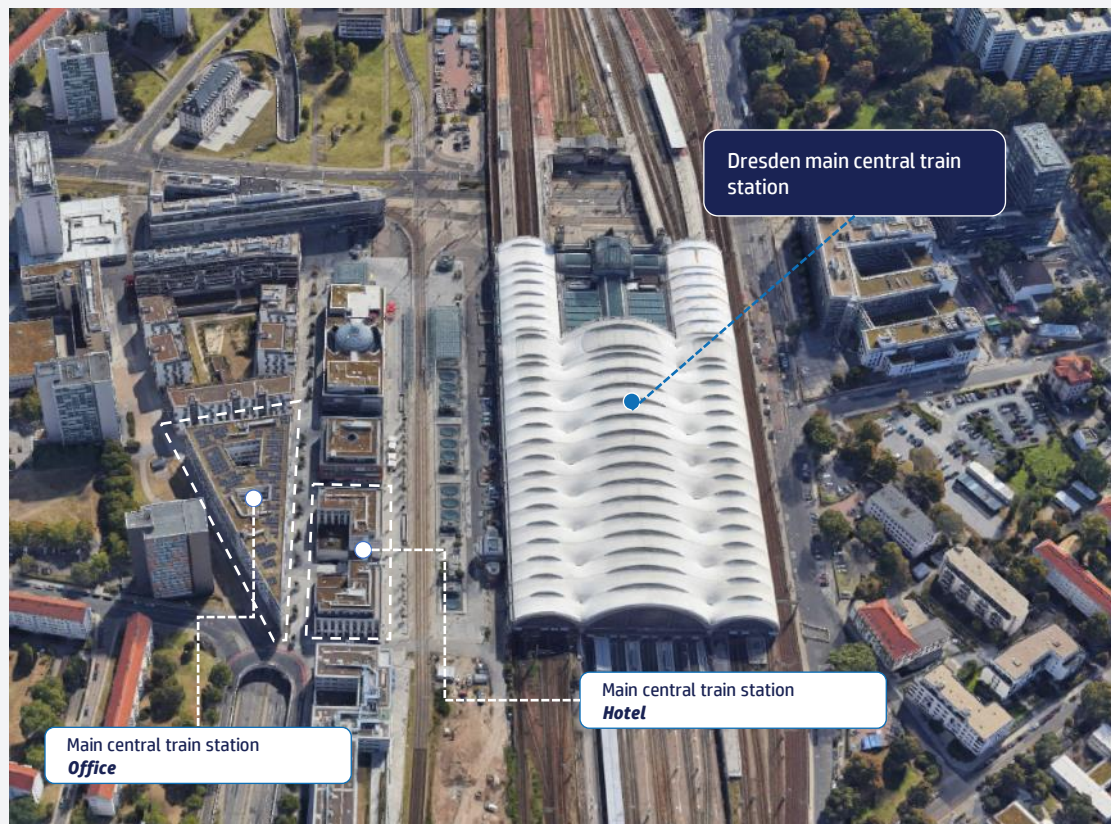 Dresden main central train
station
Main central train station
Hotel
Main central train station
Office